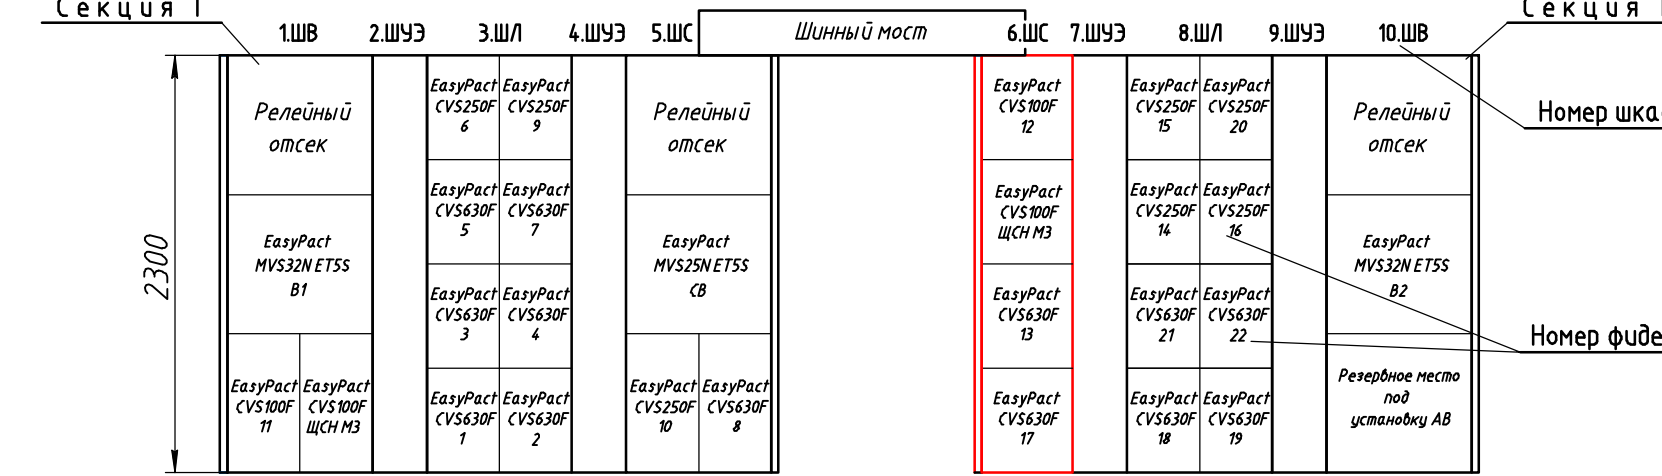 Секция 1
Секция
1.ШВ
2.ШУЭ
3.ШЛ
4.ШУЭ
5.ШС
Шинный мост
6.ШС
7.ШУЭ
8.ШЛ
9.ШУЭ
10.ШВ
2300
Релейный
отсек
EasyPact
MVS32N ET5S
В1
EasyPact
CVS100F
11
EasyPact
CVS100F
ЩСН М3
EasyPact
CVS250F
6
EasyPact
CVS250F
9
EasyPact
CVS630F
5
EasyPact
CVS630F
7
EasyPact
CVS630F
3
EasyPact
CVS630F
4
EasyPact
CVS630F
1
EasyPact
CVS630F
2
Релейный
отсек
EasyPact
MVS25N ET5S
СВ
EasyPact
CVS250F
10
EasyPact
CVS630F
8
EasyPact
CVS100F
12
EasyPact
CVS100F
ЩСН М3
EasyPact
CVS630F
13
EasyPact
CVS630F
17
EasyPact
CVS250F
15
EasyPact
CVS250F
20
EasyPact
CVS250F
14
EasyPact
CVS250F
16
EasyPact
CVS630F
21
EasyPact
CVS630F
22
EasyPact
CVS630F
18
EasyPact
CVS630F
19
Релейный
отсек
EasyPact
MVS32N ET5S
В2
Резервное место
под
установку АВ
Номер шка
Номер фиде